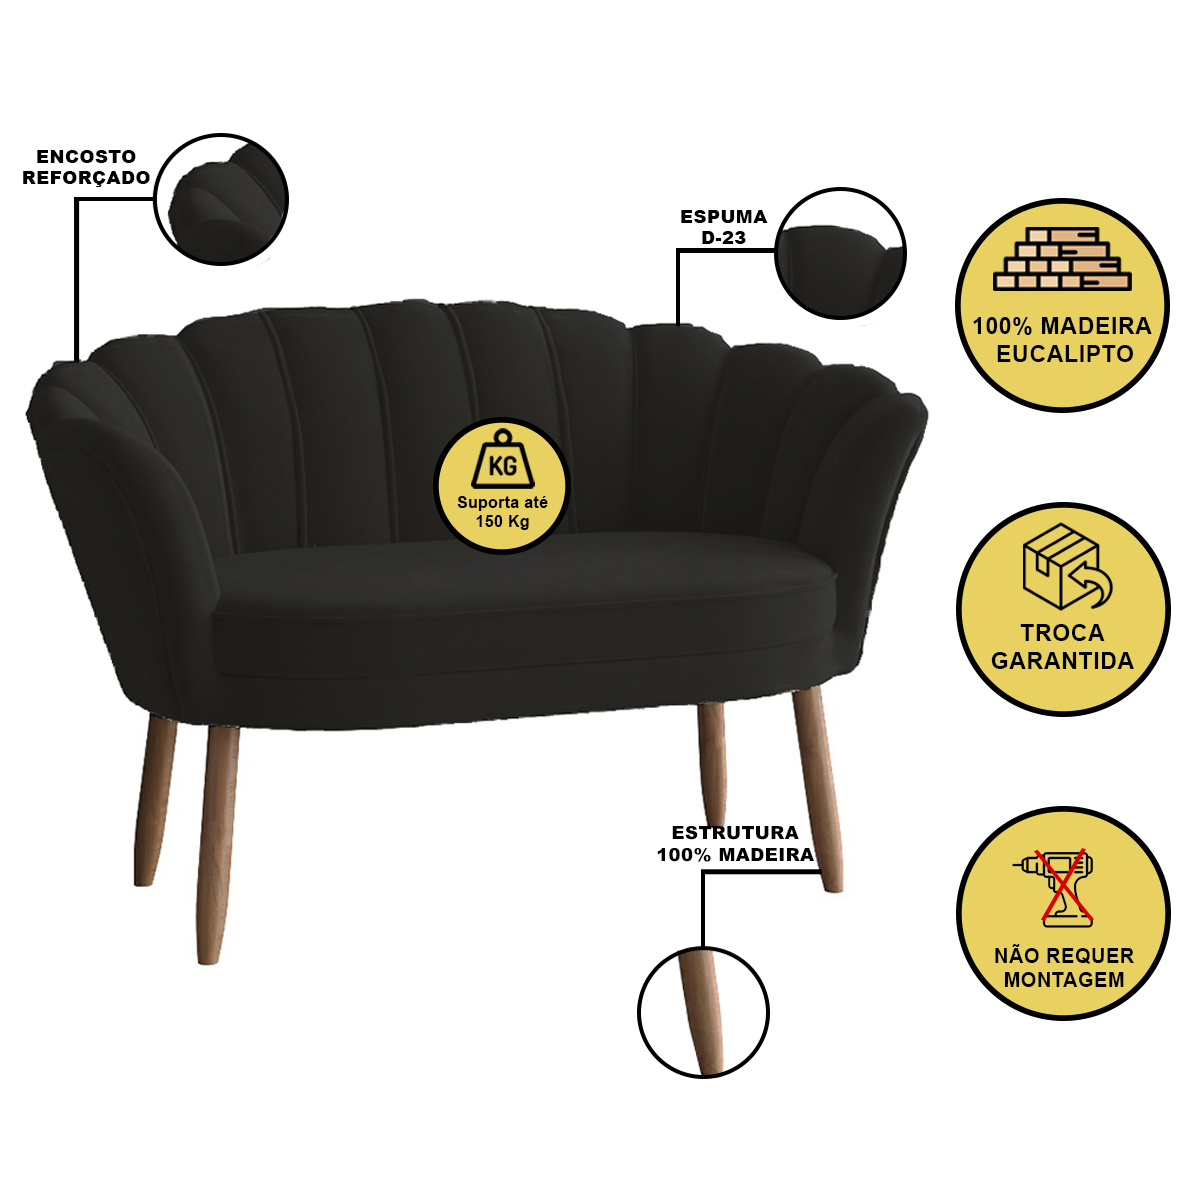 ENCOSTO
REFORÇADO
ESPUMA
D-23
100% MADEIRA
EUCALIPTO
KG
Suporta até
150 Kg
TROCA
GARANTIDA
ESTRUTURA
100% MADEIRA
NÃO REQUER
MONTAGEM